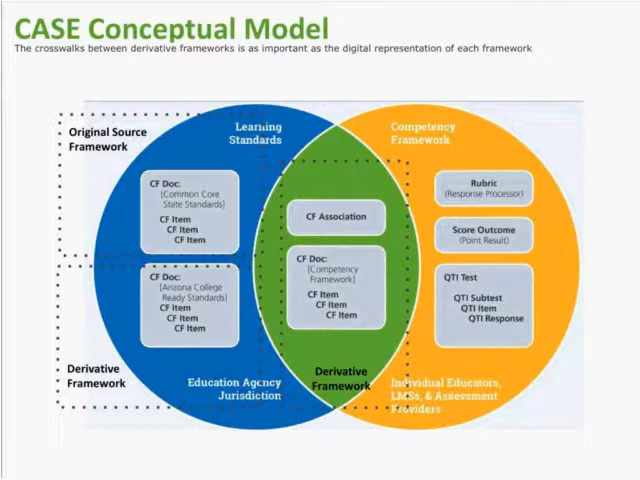 CASE Conceptual Model
The crosswalks between derivative frameworks is as important as the digital representation of each framework
Original Source
Framework
Learning
Standards
CF Doc:
[Common Core
State Standards]
CF Item
CF Item
CF Item
CF Doc:
[Arizona College
Ready Standards]
CF Item
CF Item
CF Item
Derivative
Framework
Education Agency
Jurisdiction
CF Association
CF Doc:
[Competency
Framework]
CF Item
CF Item
CF Item
Derivative
Framework
Competency
Framework
Rubric
(Response Processor)
Score Outcome
(Point Result)
QTI Test
QTI Subtest
QTI Item
QTI Response
Individual Educators,
LMSs, & Assessment
Providers